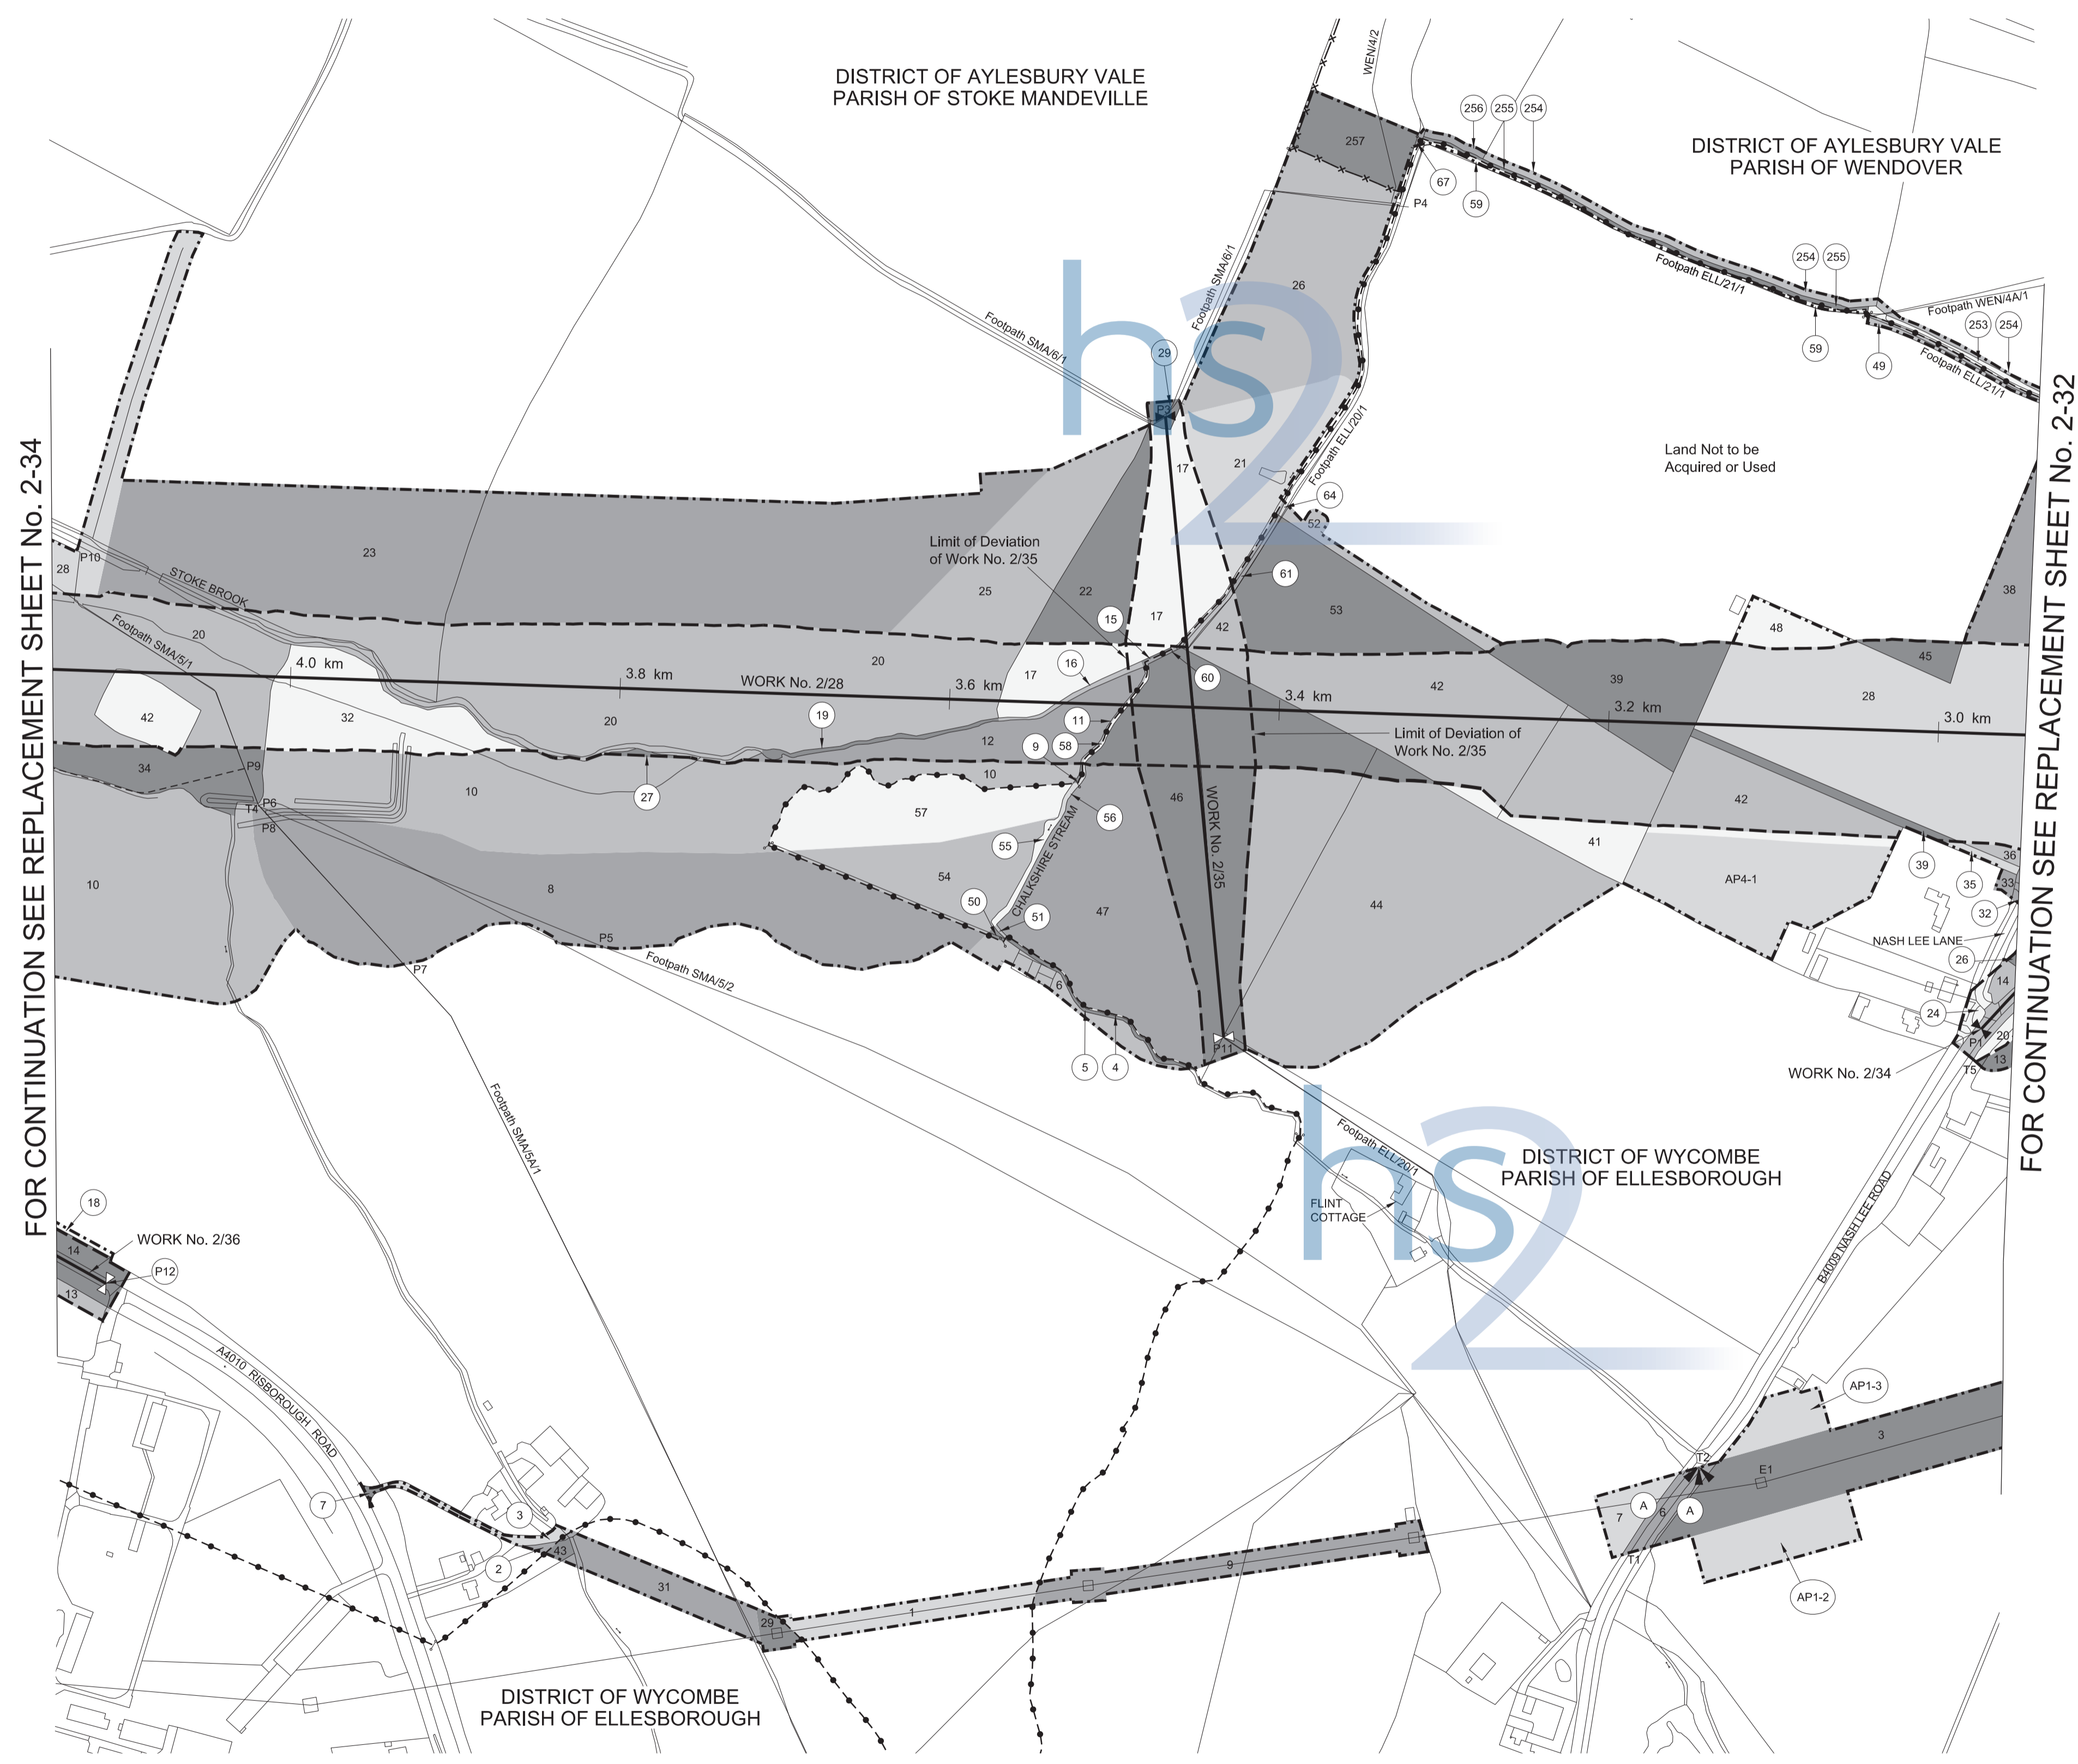 DISTRICT OF AYLESBURY VALE
PARISH OF STOKE MANDEVILLE
WEN/4/2
256
255
254
DISTRICT OF AYLESBURY VALE
PARISH OF WENDOVER
257
67
59
P4
254
255
Footpath ELL/21/1
Footpath WEN/4A/1
253
254
59
49
Footpath ELL/21/1
Footpath SMA/6/1
26
Footpath SMA/6/1
29
P3
hs2
Footpath ELL/20/1
Land Not to be
Acquired or Used
17
21
64
52
FOR CONTINUATION SEE REPLACEMENT SHEET No. 2-34
FOR CONTINUATION SEE REPLACEMENT SHEET No. 2-32
23
Limit of Deviation
of Work No. 2/35
P10
28
STOKE BROOK
25
22
61
53
38
15
17
42
48
Footpath SMA/5/1
20
20
16
17
60
45
4.0 km
3.8 km
WORK No. 2/28
3.6 km
3.4 km
42
39
3.2 km
28
3.0 km
42
32
20
19
11
12
9
58
Limit of Deviation of
Work No. 2/35
34
P9
10
27
10
46
WORK No. 2/35
42
P6
T4
P8
57
56
55
CHALKSHIRE STREAM
41
39
35
36
10
8
54
50
51
47
44
AP4-1
33
32
NASH LEE LANE
26
P5
P7
Footpath SMA/5/2
6
14
24
20
P1
13
T5
P11
5
4
WORK No. 2/34
Footpath SMA/5A/1
Footpath ELL/20/1
hs2
DISTRICT OF WYCOMBE
PARISH OF ELLESBOROUGH
FLINT
COTTAGE
18
14
WORK No. 2/36
P12
13
B4009 NASH LEE ROAD
A4010 RISBOROUGH ROAD
AP1-3
3
T2
E1
7
A
6
A
7
3
43
2
31
9
T1
AP1-2
1
29
DISTRICT OF WYCOMBE
PARISH OF ELLESBOROUGH